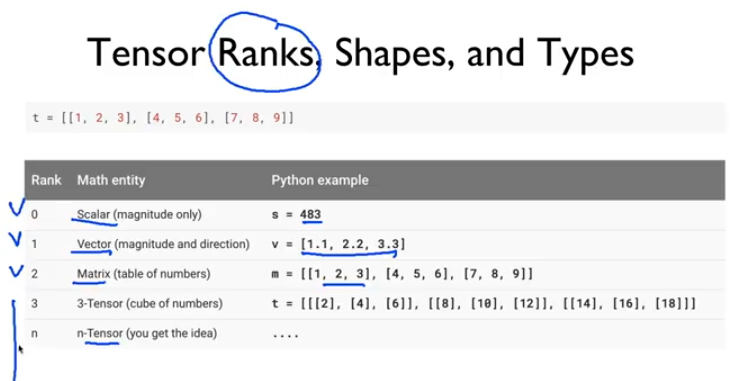 Tensor Ranks, Shapes, and Types
t = [[1, 2, 3], [4, 5, 6], [7, 8, 9]]
Rank Math entity Python example
0 Scalar (magnitude only) s = 483
1 Vector (magnitude and direction) v = [1.1, 2.2, 3.3]
2 Matrix (table of numbers) m = [[1, 2, 3], [4, 5, 6], [7, 8, 9]]
3 3-Tensor (cube of numbers) t = [[[2], [4], [6]], [[8], [10], [12]], [[14], [16], [18]]]
n n-Tensor (you get the idea) ....